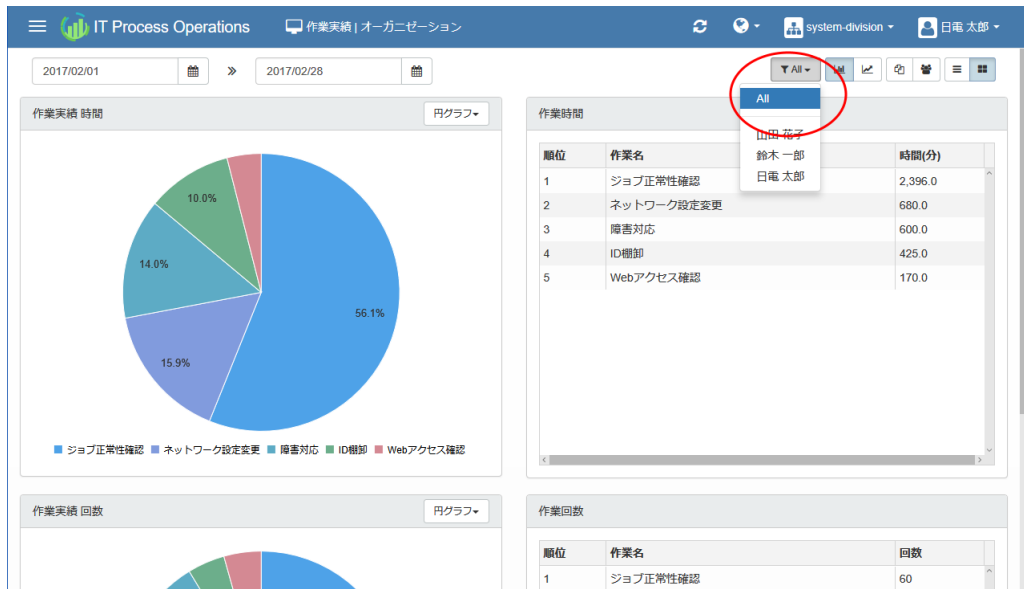 IT Process Operations 作業実績 | オーガニゼーション system-division 日電 太郎
2017/02/01 » 2017/02/28 All
All
山田 花子
鈴木 一郎
日電 太郎
作業実績 時間 円グラフ
10.0%
14.0%
56.1%
15.9%
ジョブ正常性確認 ネットワーク設定変更 障害対応 ID棚卸 Webアクセス確認
作業時間
順位 作業名 時間(分)
1 ジョブ正常性確認 2,396.0
2 ネットワーク設定変更 680.0
3 障害対応 600.0
4 ID棚卸 425.0
5 Webアクセス確認 170.0
作業実績 回数 円グラフ
作業回数
順位 作業名 回数
1 ジョブ正常性確認 60